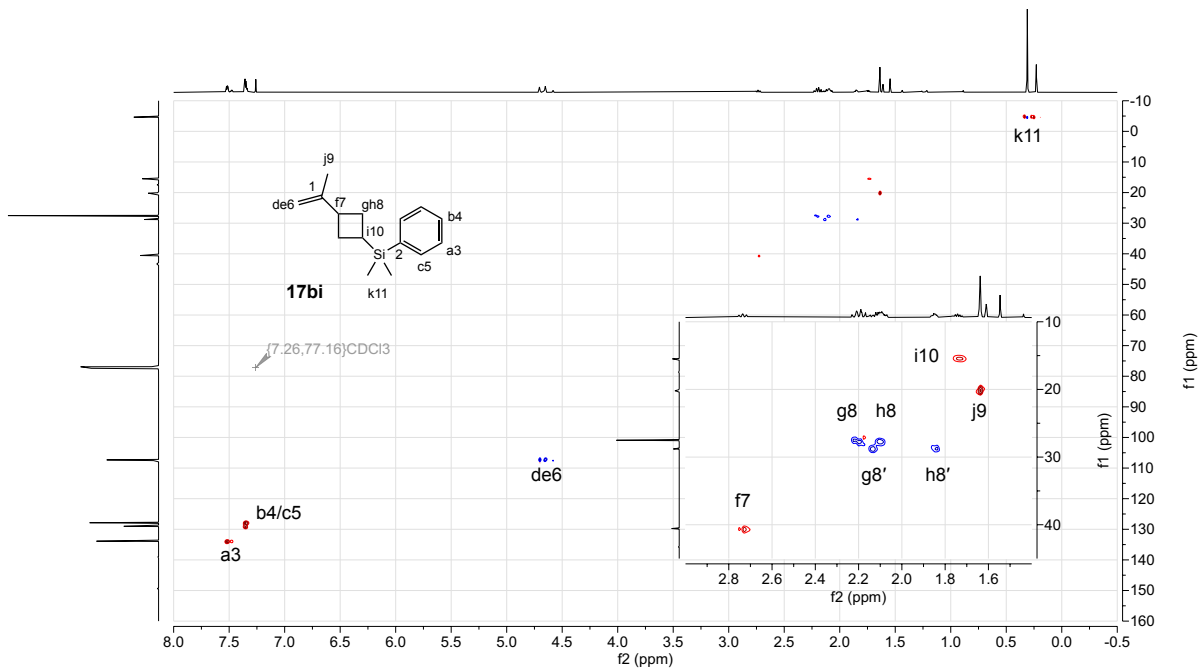 j9
1
f7
gh8
de6
i10
b4
a3
2
c5
Si
k11
17bi
{7.26,77.16}CDCl3
k11
de6
b4/c5
a3
i10
j9
g8
h8
g8′
h8′
f7
10
20
30
40
f1 (ppm)
2.8
2.6
2.4
2.2
2.0
1.8
1.6
f2 (ppm)
-10
0
10
20
30
40
50
60
70
80
90
100
110
120
130
140
150
160
f1 (ppm)
8.0
7.5
7.0
6.5
6.0
5.5
5.0
4.5
4.0
3.5
3.0
2.5
2.0
1.5
1.0
0.5
0.0
-0.5
f2 (ppm)